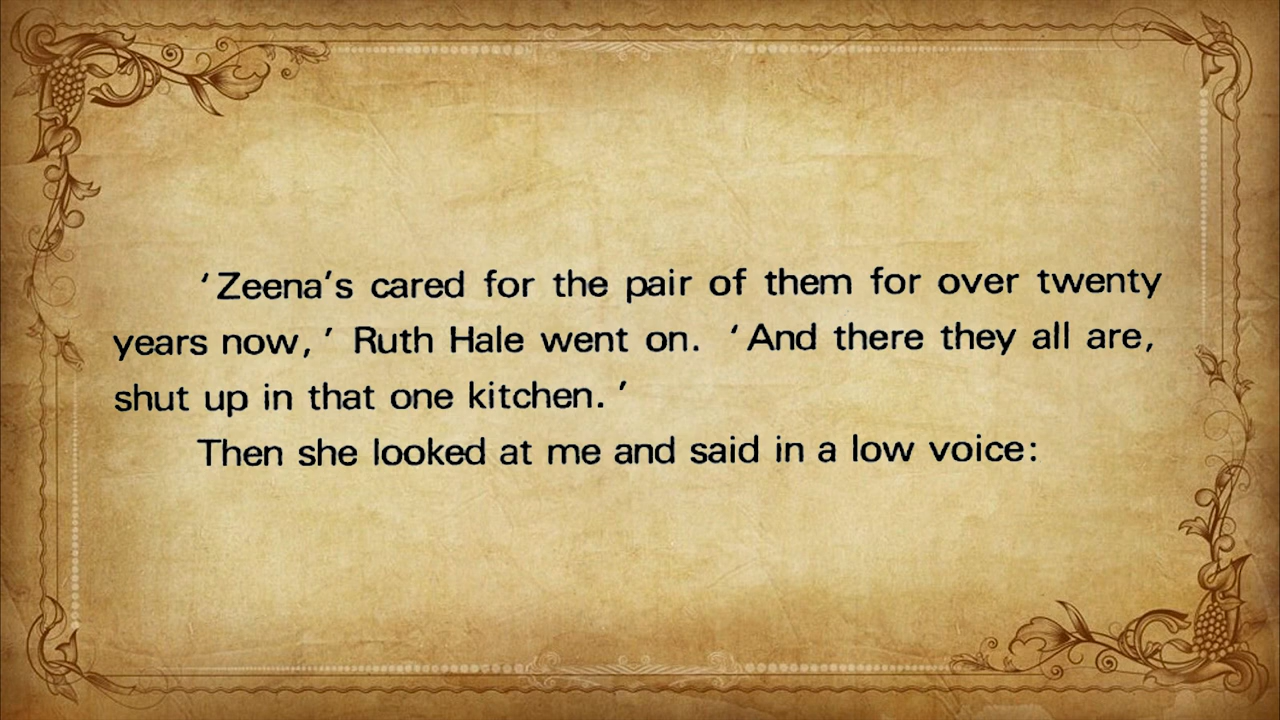 ‘Zeena’s cared for the pair of them for over twenty
years now,’ Ruth Hale went on. ‘And there they all are,
shut up in that one kitchen.’
Then she looked at me and said in a low voice: